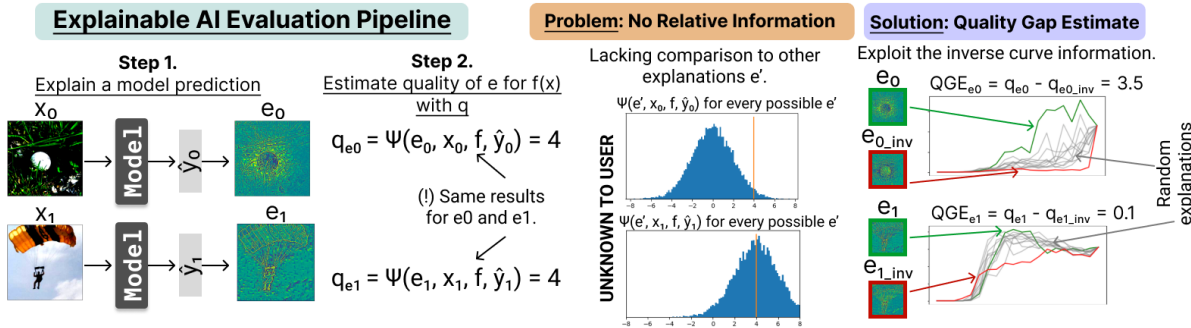 Explainable AI Evaluation Pipeline
Step 1.
Explain a model prediction
x₀
e₀
Model
ŷ₀
x₁
e₁
Model
ŷ₁
Step 2.
Estimate quality of e for f(x)
with q
qₑ₀ = Ψ(e₀, x₀, f, ŷ₀) = 4
(!) Same results
for e0 and e1.
qₑ₁ = Ψ(e₁, x₁, f, ŷ₁) = 4
Problem: No Relative Information
Lacking comparison to other
explanations e’.
UNKNOWN TO USER
Ψ(e’, x₀, f, ŷ₀) for every possible e’
−8 −6 −4 −2 0 2 4 6 8
Ψ(e’, x₁, f, ŷ₁) for every possible e’
−8 −6 −4 −2 0 2 4 6 8
Solution: Quality Gap Estimate
Exploit the inverse curve information.
e₀
QGEₑ₀ = qₑ₀ - qₑ₀_inv = 3.5
e₀_inv
e₁
QGEₑ₁ = qₑ₁ - qₑ₁_inv = 0.1
e₁_inv
Random
explanations